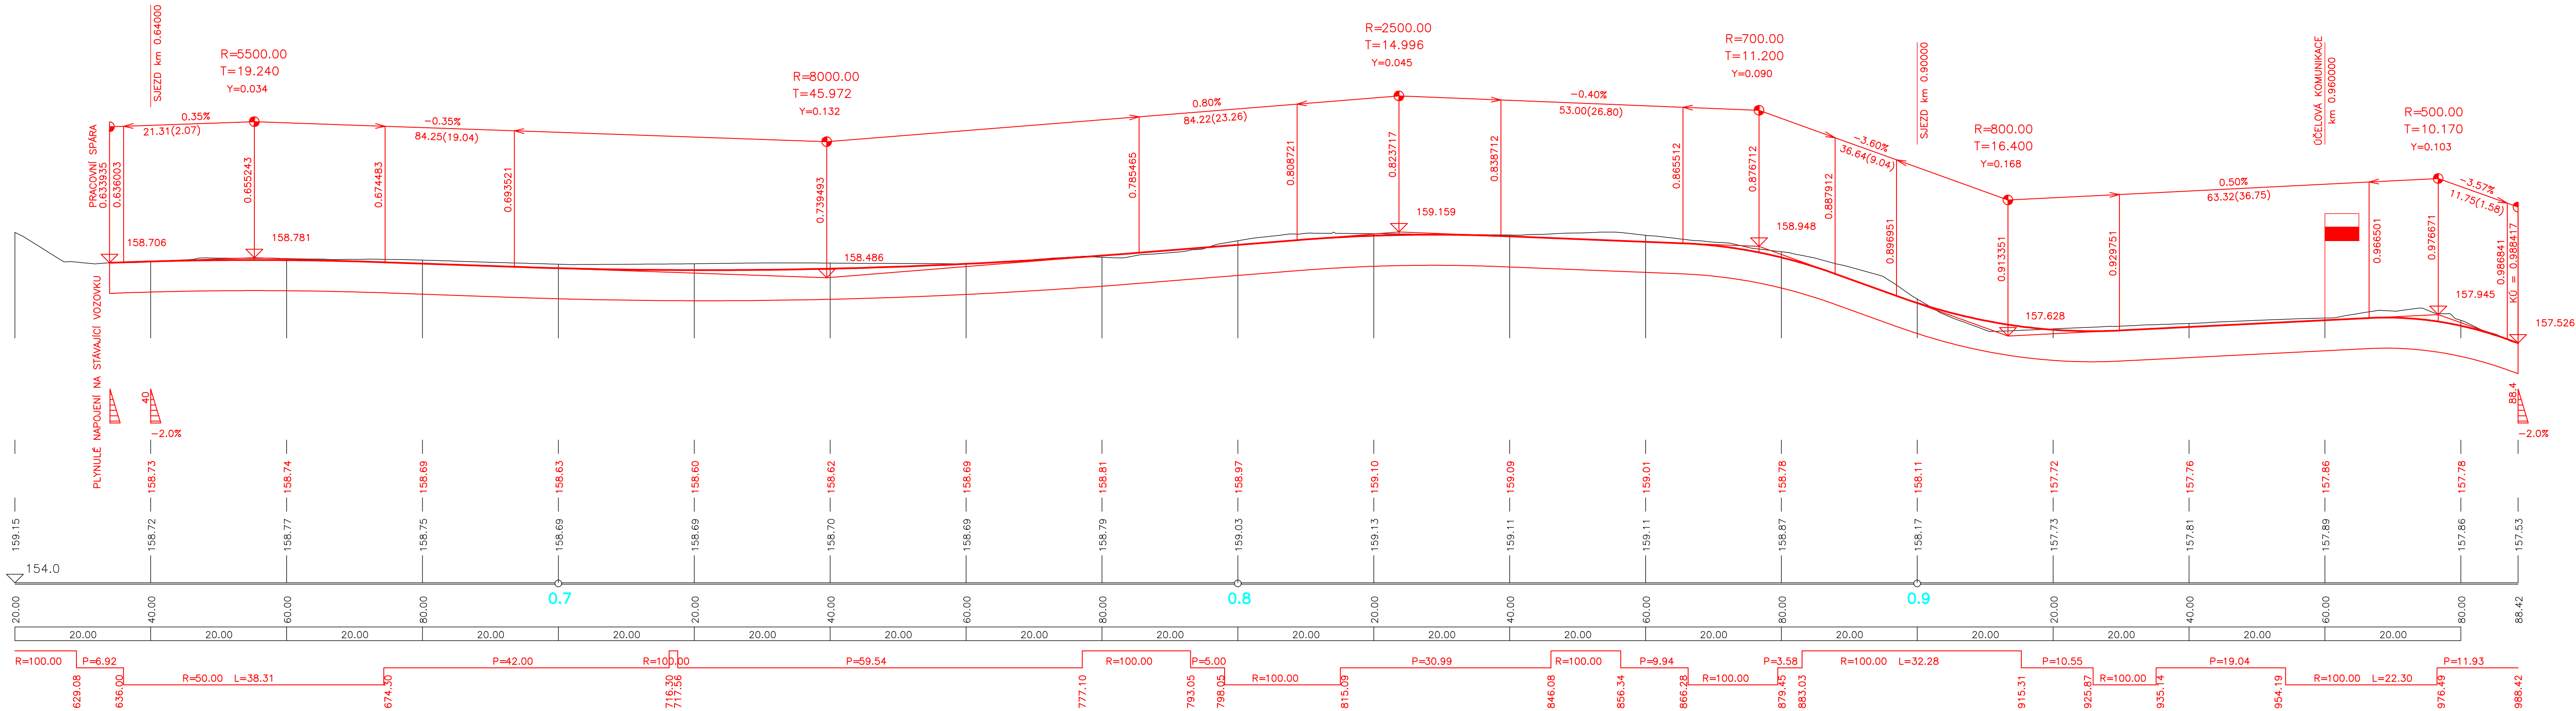 SJEZD km 0.64000
R=5500.00
T=19.240
Y=0.034
R=8000.00
T=45.972
Y=0.132
R=2500.00
T=14.996
Y=0.045
R=700.00
T=11.200
Y=0.090
SJEZD km 0.90000
R=800.00
T=16.400
Y=0.168
ÚČELOVÁ KOMUNIKACE
km 0.960000
R=500.00
T=10.170
Y=0.103
0.35%
21.31(2.07)
-0.35%
84.25(19.04)
0.80%
84.22(23.26)
-0.40%
53.00(26.80)
-3.60%
36.64(9.04)
0.50%
63.32(36.75)
-3.57%
11.75(1.58)
PRACOVNÍ SPÁRA
0.633935
0.636003
0.655243
0.674483
0.693521
0.739493
0.785465
0.808721
0.823717
0.838712
0.865512
0.876712
0.887912
0.896951
0.913351
0.929751
0.966501
0.976671
0.986841
KÚ = 0.988417
158.706
158.781
158.486
159.159
158.948
157.628
157.945
157.526
PLYNULÉ NAPOJENÍ NA STÁVAJÍCÍ VOZOVKU
40
-2.0%
88.4
-2.0%
158.73
158.74
158.69
158.63
158.60
158.62
158.69
158.81
158.97
159.10
159.09
159.01
158.78
158.11
157.72
157.76
157.86
157.78
159.15
158.72
158.77
158.75
158.69
158.69
158.70
158.69
158.79
159.03
159.13
159.11
159.11
158.87
158.17
157.73
157.81
157.89
157.86
157.53
154.0
20.00
40.00
60.00
80.00
0.7
20.00
40.00
60.00
80.00
0.8
20.00
40.00
60.00
80.00
0.9
20.00
40.00
60.00
80.00
88.42
20.00 20.00 20.00 20.00 20.00 20.00 20.00 20.00 20.00 20.00 20.00 20.00 20.00 20.00 20.00 20.00 20.00 20.00
R=100.00
P=6.92
R=50.00 L=38.31
P=42.00
R=100.00
P=59.54
R=100.00
P=5.00
R=100.00
P=30.99
R=100.00
P=9.94
R=100.00
P=3.58
R=100.00 L=32.28
P=10.55
R=100.00
P=19.04
R=100.00 L=22.30
P=11.93
629.08
636.00
674.30
716.30
717.56
777.10
793.05
798.05
815.09
846.08
856.34
866.28
879.45
883.03
915.31
925.87
935.14
954.19
976.49
988.42